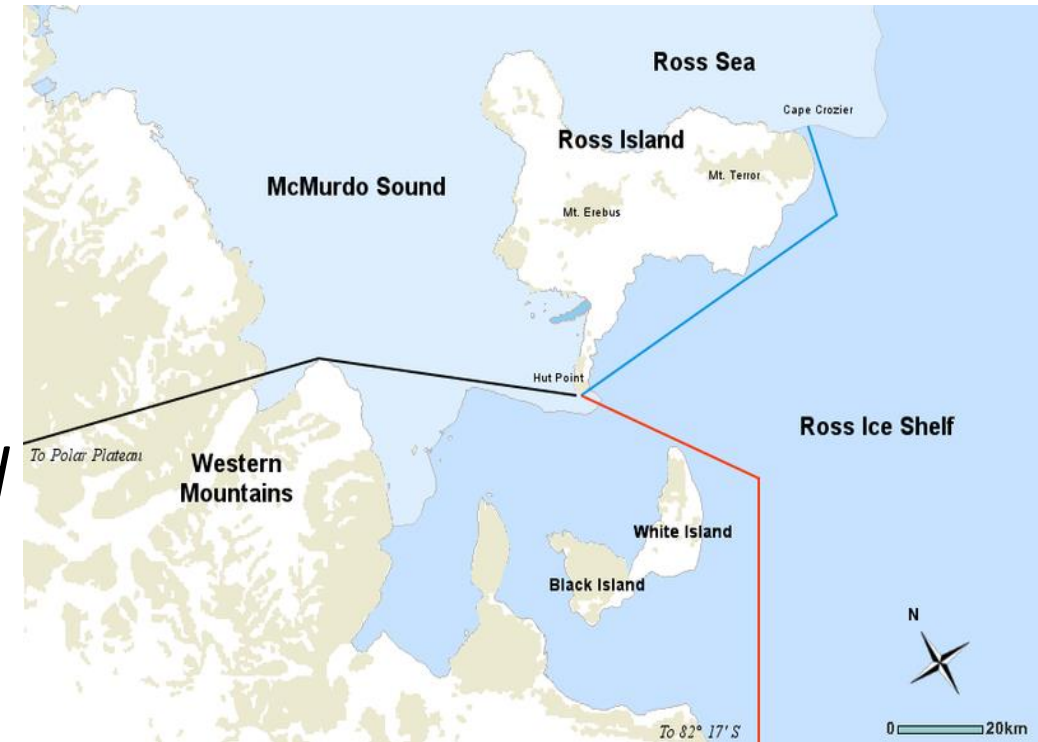 Ross Sea
Cape Crozier
Ross Island
Mt. Terror
McMurdo Sound
Mt. Erebus
Hut Point
Ross Ice Shelf
To Polar Plateau
Western
Mountains
White Island
Black Island
N
To 82° 17' S
0 20km